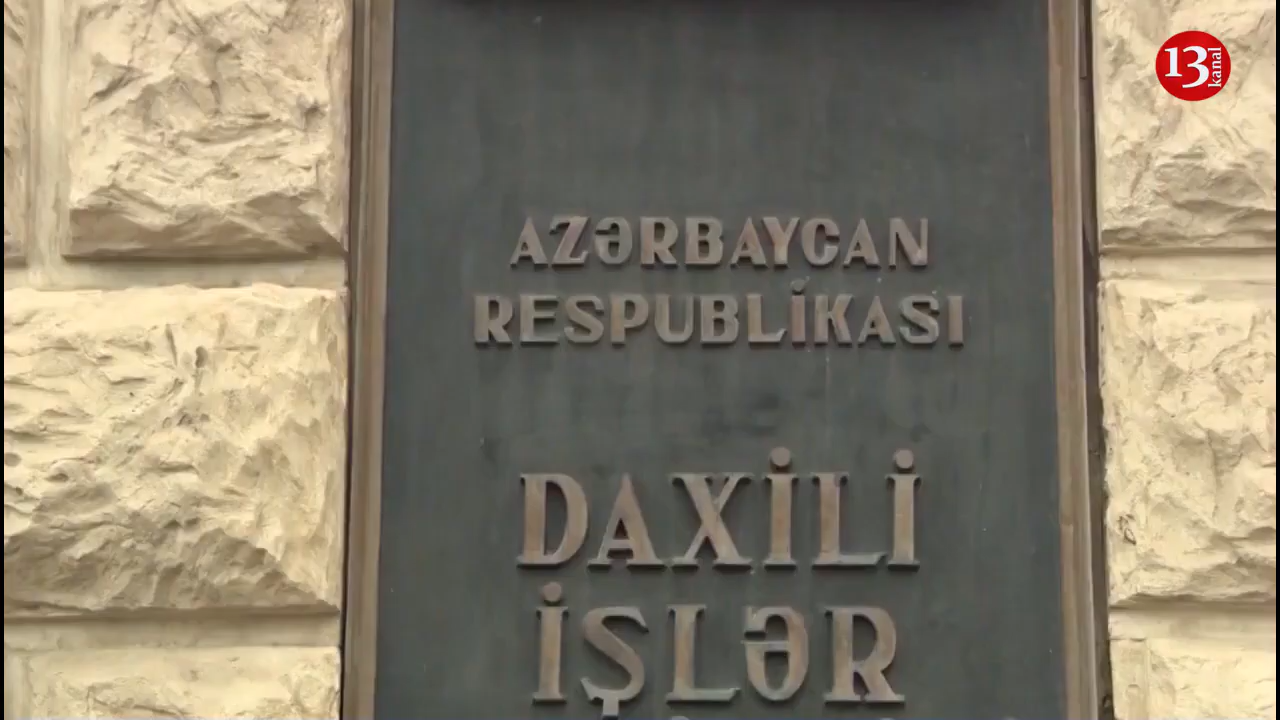 13 kanal
AZƏRBAYCAN
RESPUBLİKASI
DAXİLİ
İŞLƏR